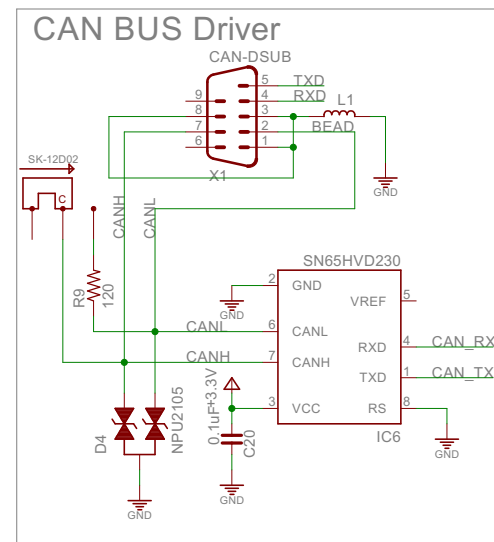 CAN BUS Driver
CAN-DSUB
5 TXD
9
4 RXD
8
3 L1
7
2 BEAD
6
1
X1
GND
SK-12D02
C
CANH
CANL
R9
120
SN65HVD230
2 GND
GND
VREF 5
6 CANL
CANL
RXD 4 CAN_RX
7 CANH
CANH
TXD 1 CAN_TX
+3.3V
3 VCC
RS 8
0.1uF
C20
IC6
GND
GND
D4
NPU2105
GND